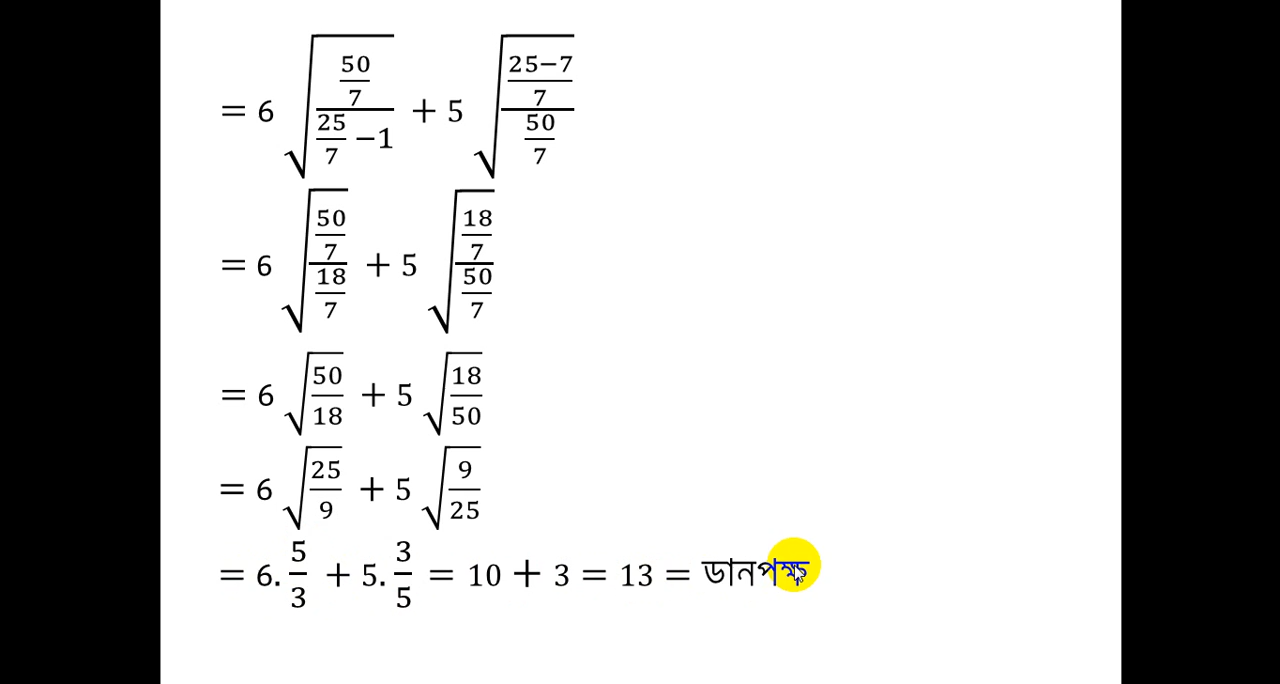 = 6 √((50/7)/(25/7 −1)) + 5 √(((25−7)/7)/(50/7))
= 6 √((50/7)/(18/7)) + 5 √((18/7)/(50/7))
= 6 √(50/18) + 5 √(18/50)
= 6 √(25/9) + 5 √(9/25)
= 6. 5/3 + 5. 3/5 = 10 + 3 = 13 = ডানপক্ষ